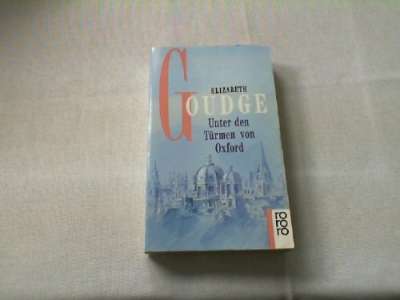 ELIZABETH
GOUDGE
Unter den
Türmen von
Oxford
ro
ro
ro